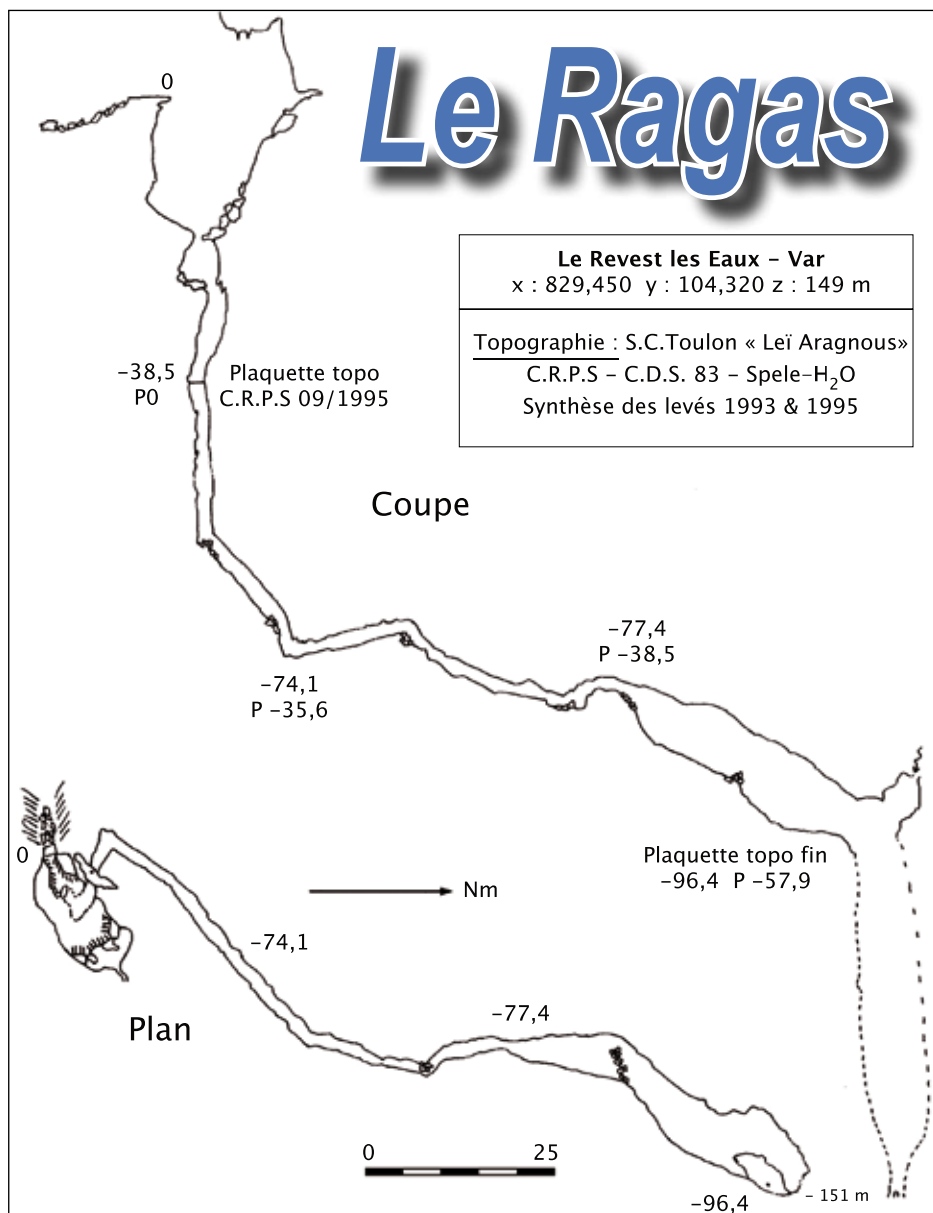 Le Ragas
0
Le Revest les Eaux – Var
x : 829,450 y : 104,320 z : 149 m
Topographie : S.C.Toulon « Leï Aragnous»
C.R.P.S – C.D.S. 83 – Spele–H₂O
Synthèse des levés 1993 & 1995
–38,5
P0
Plaquette topo
C.R.P.S 09/1995
Coupe
–77,4
P –38,5
–74,1
P –35,6
Plaquette topo fin
–96,4 P –57,9
0
Nm
–74,1
Plan
–77,4
0 25
–96,4
– 151 m